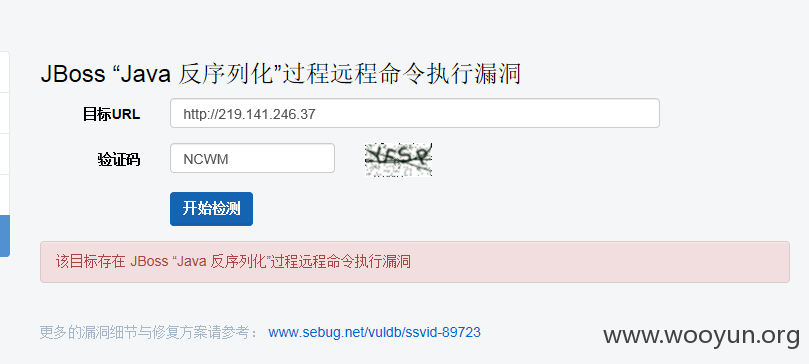 JBoss “Java 反序列化”过程远程命令执行漏洞
目标URL http://219.141.246.37
验证码 NCWM
开始检测
该目标存在 JBoss “Java 反序列化”过程远程命令执行漏洞
更多的漏洞细节与修复方案请参考： www.sebug.net/vuldb/ssvid-89723
www.wooyun.org